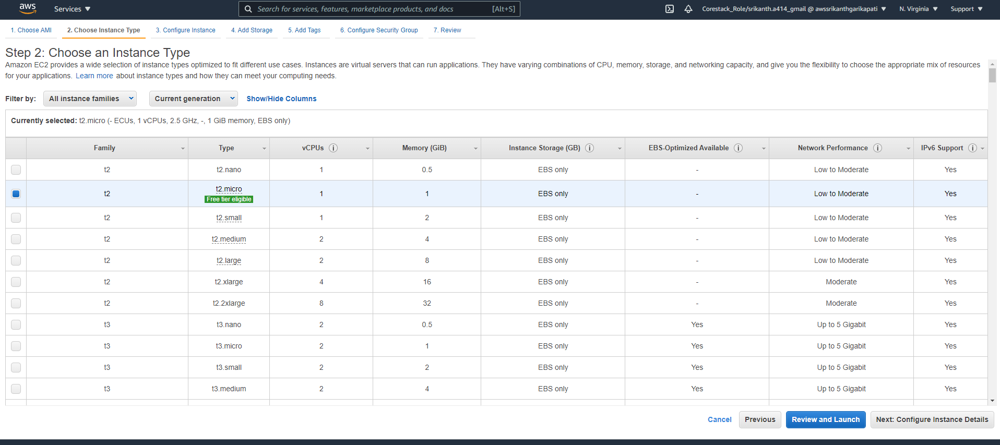 aws Services Search for services, features, marketplace products, and docs [Alt+S] Corestack_Role/srikanth.a414_gmail @ awssrikanthgarikapati N. Virginia Support
1. Choose AMI 2. Choose Instance Type 3. Configure Instance 4. Add Storage 5. Add Tags 6. Configure Security Group 7. Review
Step 2: Choose an Instance Type
Amazon EC2 provides a wide selection of instance types optimized to fit different use cases. Instances are virtual servers that can run applications. They have varying combinations of CPU, memory, storage, and networking capacity, and give you the flexibility to choose the appropriate mix of resources
for your applications. Learn more about instance types and how they can meet your computing needs.
Filter by: All instance families Current generation Show/Hide Columns
Currently selected: t2.micro (- ECUs, 1 vCPUs, 2.5 GHz, -, 1 GiB memory, EBS only)
Family Type vCPUs i Memory (GiB) Instance Storage (GB) i EBS-Optimized Available i Network Performance i IPv6 Support i
t2 t2.nano 1 0.5 EBS only - Low to Moderate Yes
t2 t2.micro 1 1 EBS only - Low to Moderate Yes
Free tier eligible
t2 t2.small 1 2 EBS only - Low to Moderate Yes
t2 t2.medium 2 4 EBS only - Low to Moderate Yes
t2 t2.large 2 8 EBS only - Low to Moderate Yes
t2 t2.xlarge 4 16 EBS only - Moderate Yes
t2 t2.2xlarge 8 32 EBS only - Moderate Yes
t3 t3.nano 2 0.5 EBS only Yes Up to 5 Gigabit Yes
t3 t3.micro 2 1 EBS only Yes Up to 5 Gigabit Yes
t3 t3.small 2 2 EBS only Yes Up to 5 Gigabit Yes
t3 t3.medium 2 4 EBS only Yes Up to 5 Gigabit Yes
Cancel Previous Review and Launch Next: Configure Instance Details